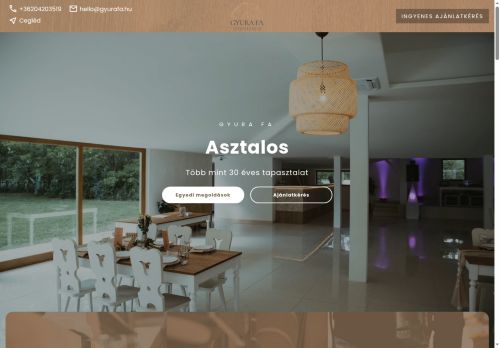 +36204203519
hello@gyurafa.hu
Cegléd
GYURAFA
INGYENES AJÁNLATKÉRÉS
GYURA FA
Asztalos
Több mint 30 éves tapasztalat
Egyedi megoldások
Ajánlatkérés